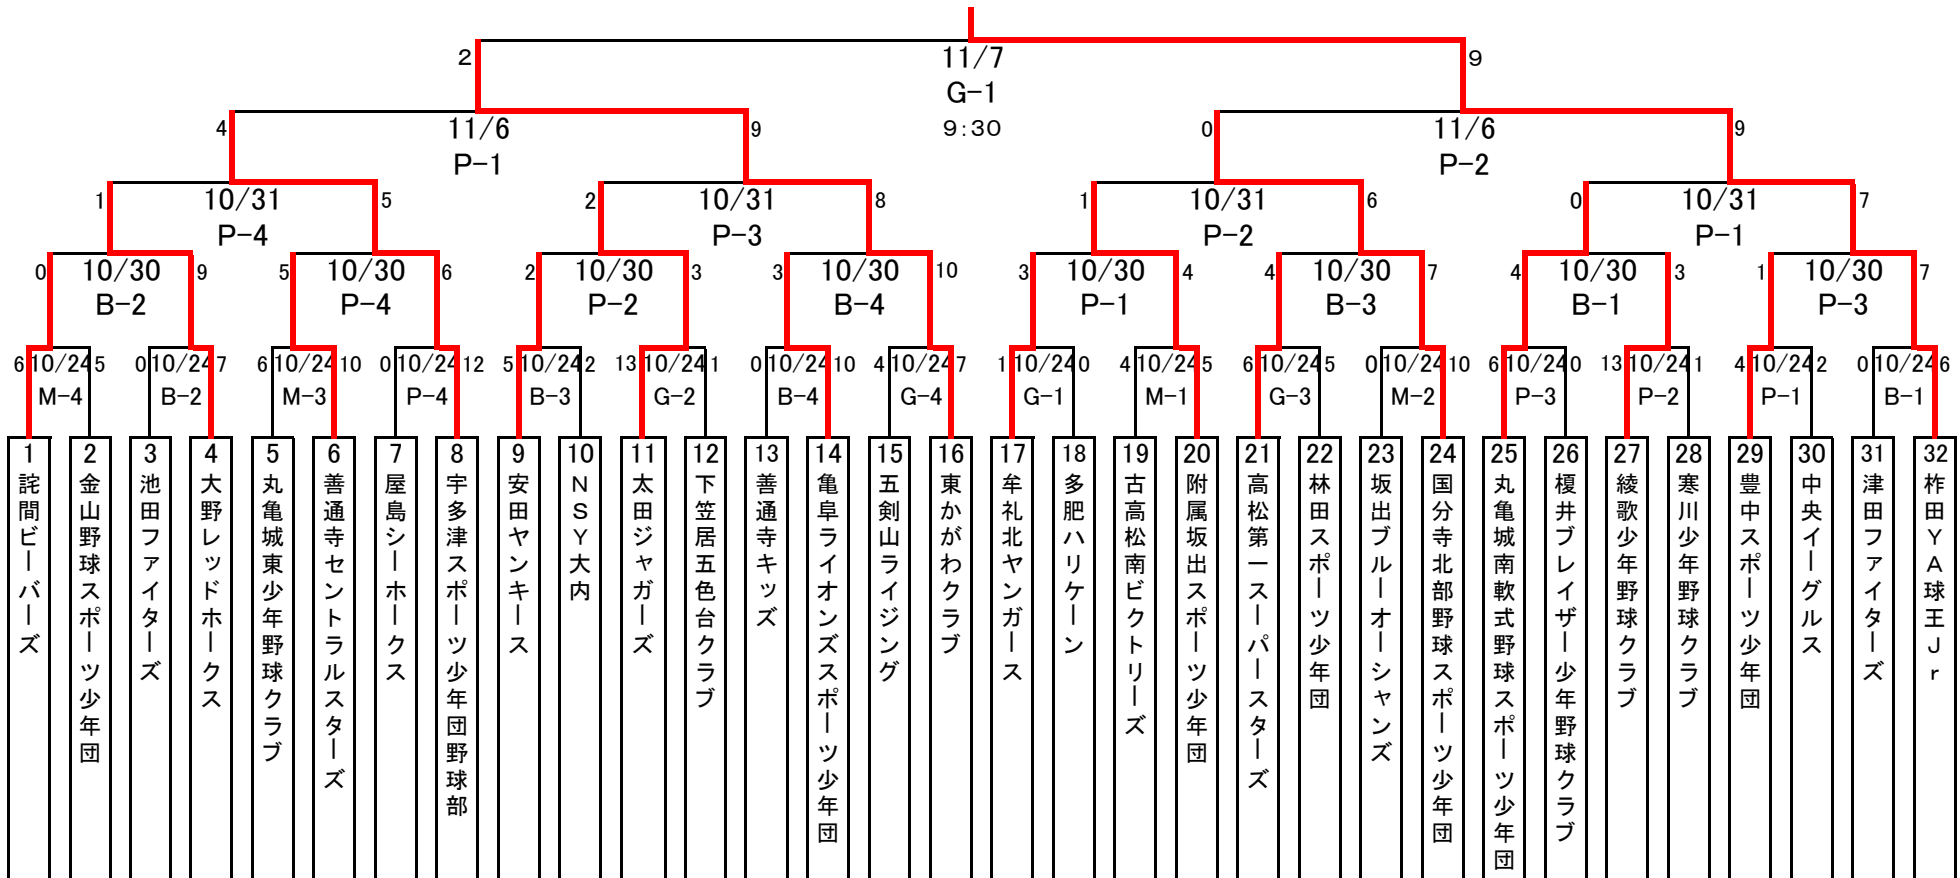 2 11/7 9
G-1
9:30
4 11/6 9 0 11/6 9
P-1 P-2
1 10/31 5 2 10/31 8 1 10/31 6 0 10/31 7
P-4 P-3 P-2 P-1
0 10/30 9 5 10/30 6 2 10/30 3 3 10/30 10 3 10/30 4 4 10/30 7 4 10/30 3 1 10/30 7
B-2 P-4 P-2 B-4 P-1 B-3 B-1 P-3
6 10/24 5 0 10/24 7 6 10/24 10 0 10/24 12 5 10/24 2 13 10/24 1 0 10/24 10 4 10/24 7 1 10/24 0 4 10/24 5 6 10/24 5 0 10/24 10 6 10/24 0 13 10/24 1 4 10/24 2 0 10/24 6
M-4 B-2 M-3 P-4 B-3 G-2 B-4 G-4 G-1 M-1 G-3 M-2 P-3 P-2 P-1 B-1
1 詫間ビーバーズ
2 金山野球スポーツ少年団
3 池田ファイターズ
4 大野レッドホークス
5 丸亀城東少年野球クラブ
6 善通寺セントラルスターズ
7 屋島シーホークス
8 宇多津スポーツ少年団野球部
9 安田ヤンキース
10 NSY大内
11 太田ジャガーズ
12 下笠居五色台クラブ
13 善通寺キッズ
14 亀阜ライオンズスポーツ少年団
15 五剣山ライジング
16 東かがわクラブ
17 牟礼北ヤンガース
18 多肥ハリケーン
19 古高松南ビクトリーズ
20 附属坂出スポーツ少年団
21 高松第一スーパースターズ
22 林田スポーツ少年団
23 坂出ブルーオーシャンズ
24 国分寺北部野球スポーツ少年団
25 丸亀城南軟式野球スポーツ少年団
26 榎井ブレイザー少年野球クラブ
27 綾歌少年野球クラブ
28 寒川少年野球クラブ
29 豊中スポーツ少年団
30 中央イーグルス
31 津田ファイターズ
32 柞田YA球王Jr